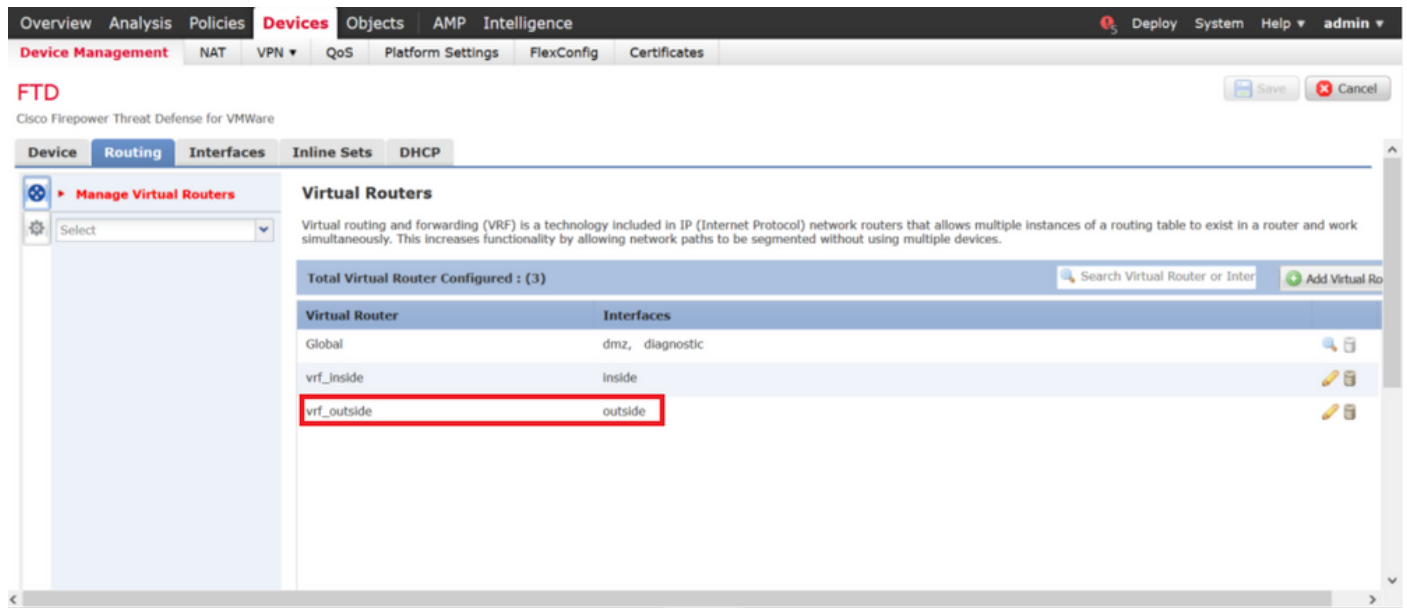 Overview Analysis Policies Devices Objects AMP Intelligence 5 Deploy System Help admin
Device Management NAT VPN QoS Platform Settings FlexConfig Certificates
FTD
Save Cancel
Cisco Firepower Threat Defense for VMWare
Device Routing Interfaces Inline Sets DHCP
Manage Virtual Routers
Select
Virtual Routers
Virtual routing and forwarding (VRF) is a technology included in IP (Internet Protocol) network routers that allows multiple instances of a routing table to exist in a router and work
simultaneously. This increases functionality by allowing network paths to be segmented without using multiple devices.
Total Virtual Router Configured : (3) Search Virtual Router or Inter Add Virtual Ro
Virtual Router Interfaces
Global dmz, diagnostic
vrf_inside inside
vrf_outside outside